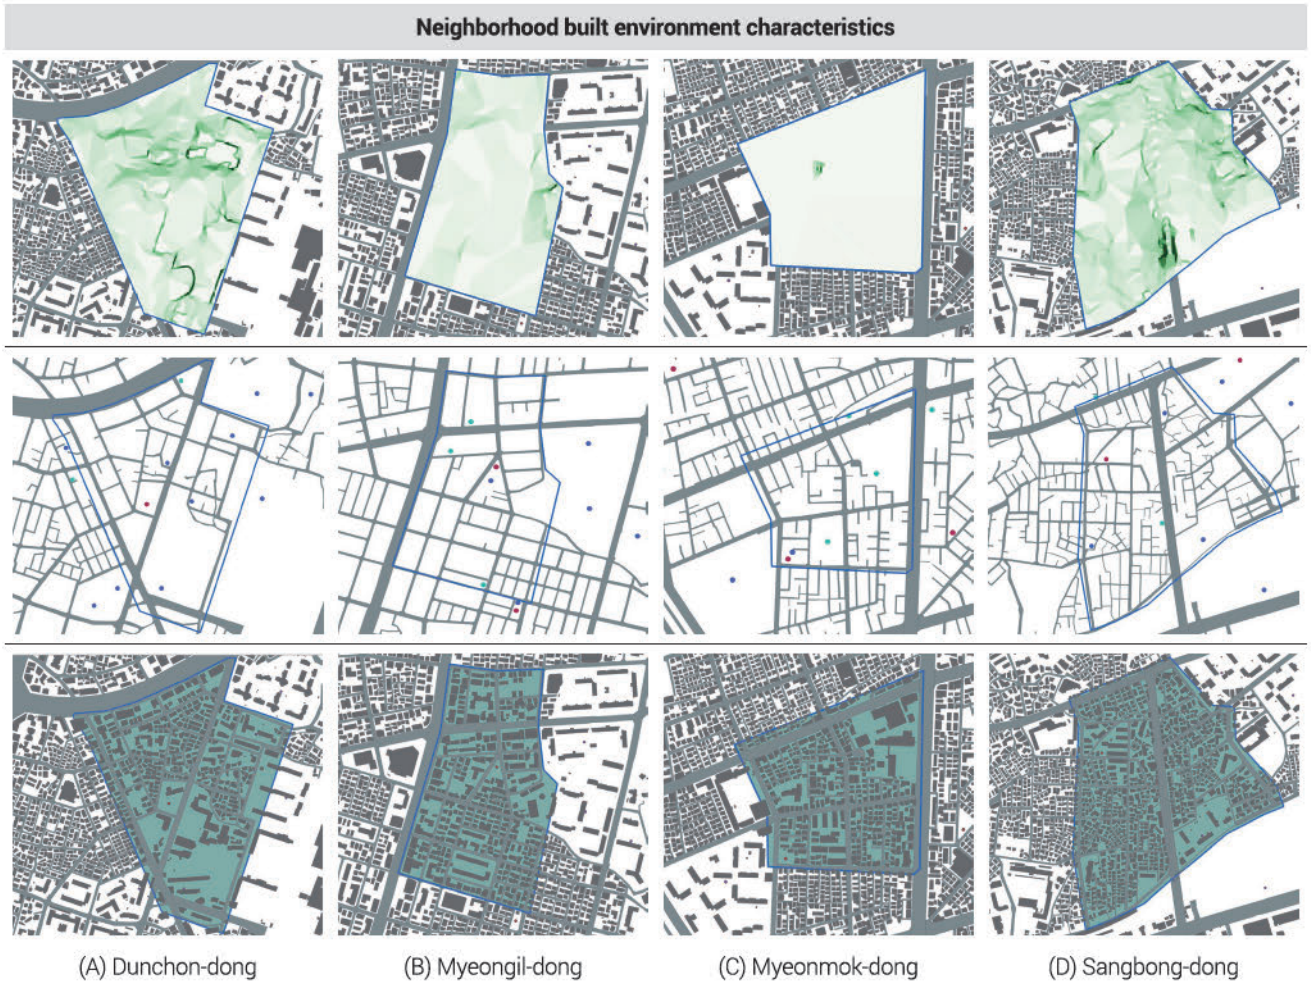 Neighborhood built environment characteristics
(A) Dunchon-dong
(B) Myeongil-dong
(C) Myeonmok-dong
(D) Sangbong-dong